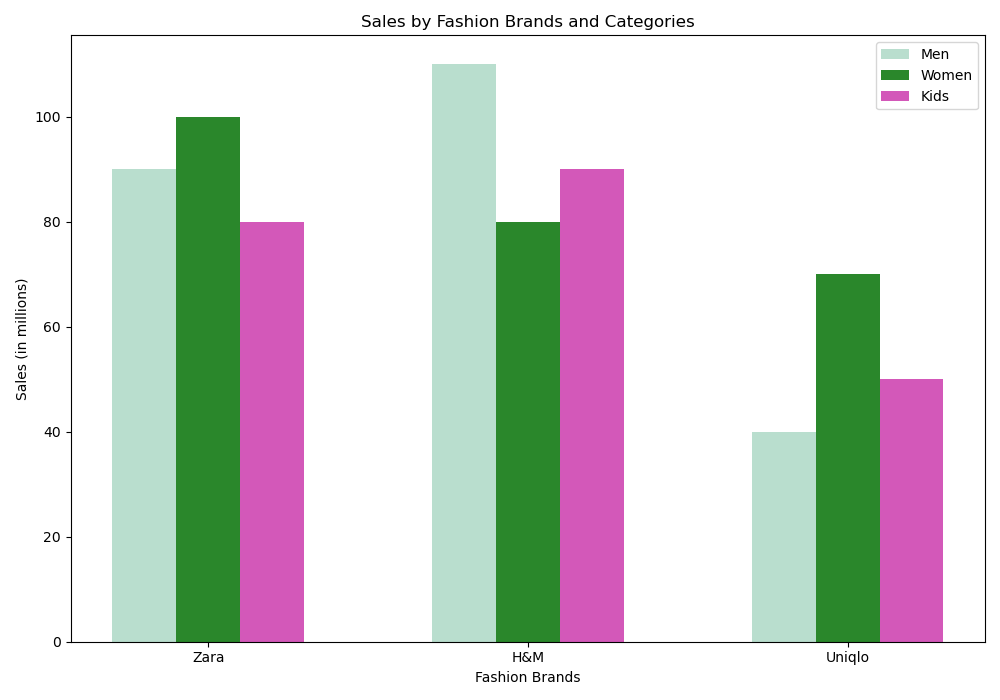 Sales by Fashion Brands and Categories
Men
Women
Kids
Sales (in millions)
100
80
60
40
20
0
Zara
H&M
Uniqlo
Fashion Brands